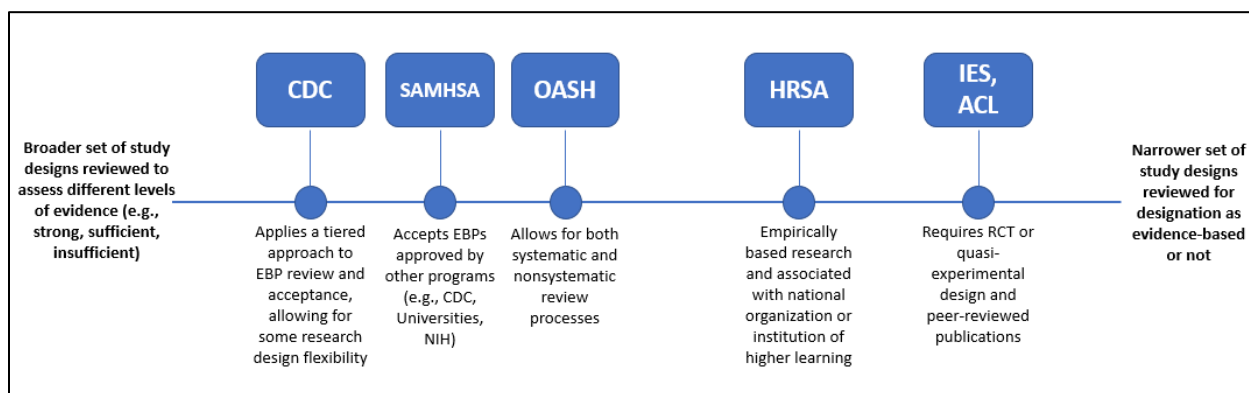 CDC
SAMHSA
OASH
HRSA
IES,
ACL
Broader set of study
designs reviewed to
assess different levels
of evidence (e.g.,
strong, sufficient,
insufficient)
Applies a tiered
approach to
EBP review and
acceptance,
allowing for
some research
design flexibility
Accepts EBPs
approved by
other programs
(e.g., CDC,
Universities,
NIH)
Allows for both
systematic and
nonsystematic
review
processes
Empirically
based research
and associated
with national
organization or
institution of
higher learning
Requires RCT or
quasi-
experimental
design and
peer-reviewed
publications
Narrower set of
study designs
reviewed for
designation as
evidence-based
or not